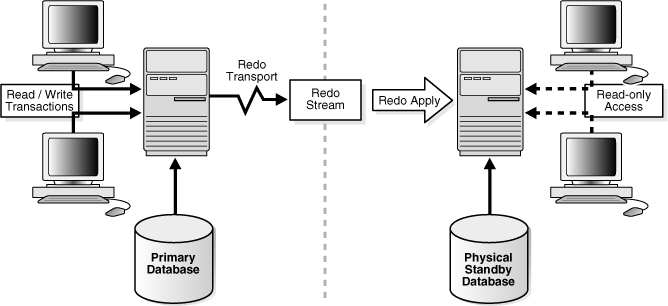 Read / Write
Transactions
Redo
Transport
Redo
Stream
Redo Apply
Read-only
Access
Primary
Database
Physical
Standby
Database